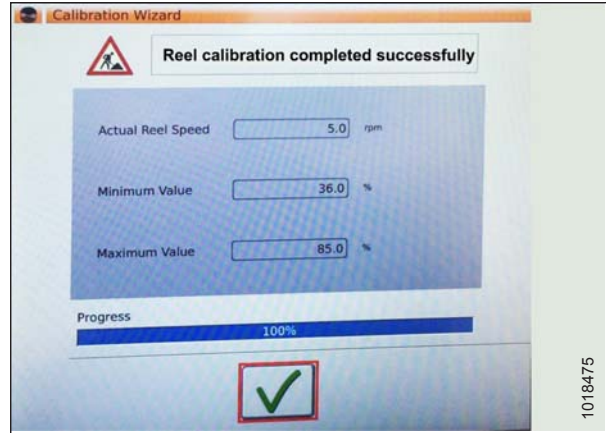 Calibration Wizard
Reel calibration completed successfully
Actual Reel Speed 5.0 rpm
Minimum Value 36.0 %
Maximum Value 85.0 %
Progress
100%
1018475